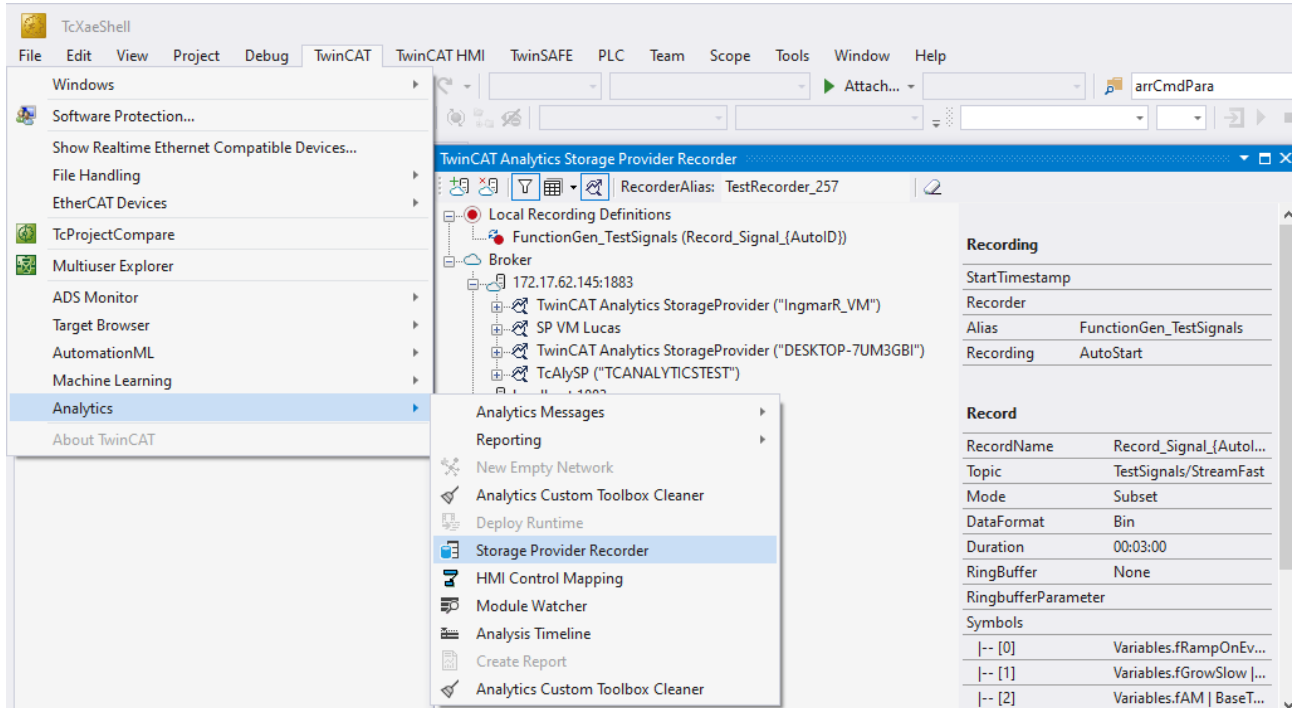 TcXaeShell
File Edit View Project Debug TwinCAT TwinCAT HMI TwinSAFE PLC Team Scope Tools Window Help
Windows
Software Protection...
Show Realtime Ethernet Compatible Devices...
File Handling
EtherCAT Devices
TcProjectCompare
Multiuser Explorer
ADS Monitor
Target Browser
AutomationML
Machine Learning
Analytics
About TwinCAT
Attach...
arrCmdPara
TwinCAT Analytics Storage Provider Recorder
RecorderAlias: TestRecorder_257
Local Recording Definitions
FunctionGen_TestSignals (Record_Signal_{AutoID})
Broker
172.17.62.145:1883
TwinCAT Analytics StorageProvider ("IngmarR_VM")
SP VM Lucas
TwinCAT Analytics StorageProvider ("DESKTOP-7UM3GBI")
TcAlySP ("TCANALYTICSTEST")
Analytics Messages
Reporting
New Empty Network
Analytics Custom Toolbox Cleaner
Deploy Runtime
Storage Provider Recorder
HMI Control Mapping
Module Watcher
Analysis Timeline
Create Report
Analytics Custom Toolbox Cleaner
Recording
StartTimestamp
Recorder
Alias FunctionGen_TestSignals
Recording AutoStart
Record
RecordName Record_Signal_{AutoI...
Topic TestSignals/StreamFast
Mode Subset
DataFormat Bin
Duration 00:03:00
RingBuffer None
RingbufferParameter
Symbols
|-- [0] Variables.fRampOnEv...
|-- [1] Variables.fGrowSlow |...
|-- [2] Variables.fAM | BaseT...